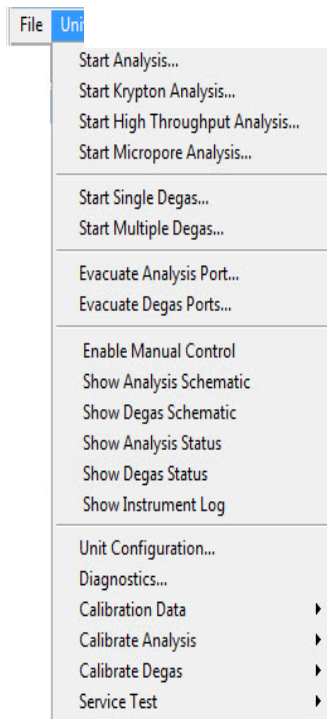 File Uni
Start Analysis...
Start Krypton Analysis...
Start High Throughput Analysis...
Start Micropore Analysis...
Start Single Degas...
Start Multiple Degas...
Evacuate Analysis Port...
Evacuate Degas Ports...
Enable Manual Control
Show Analysis Schematic
Show Degas Schematic
Show Analysis Status
Show Degas Status
Show Instrument Log
Unit Configuration...
Diagnostics...
Calibration Data
Calibrate Analysis
Calibrate Degas
Service Test